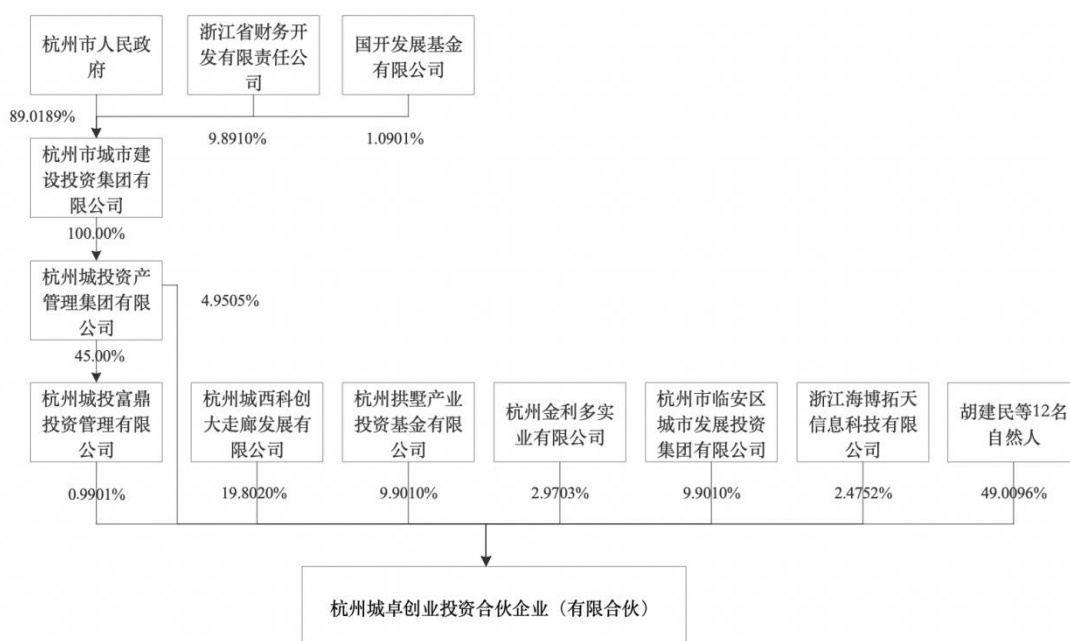 杭州市人民政
府
浙江省财务开
发有限责任公
司
国开发展基金
有限公司
89.0189%
9.8910%
1.0901%
杭州市城市建
设投资集团有
限公司
100.00%
杭州城投资产
管理集团有限
公司
4.9505%
45.00%
杭州城投富鼎
投资管理有限
公司
杭州城西科创
大走廊发展有
限公司
杭州拱墅产业
投资基金有限
公司
杭州金利多实
业有限公司
杭州市临安区
城市发展投资
集团有限公司
浙江海博拓天
信息科技有限
公司
胡建民等12名
自然人
0.9901%
19.8020%
9.9010%
2.9703%
9.9010%
2.4752%
49.0096%
杭州城卓创业投资合伙企业（有限合伙）